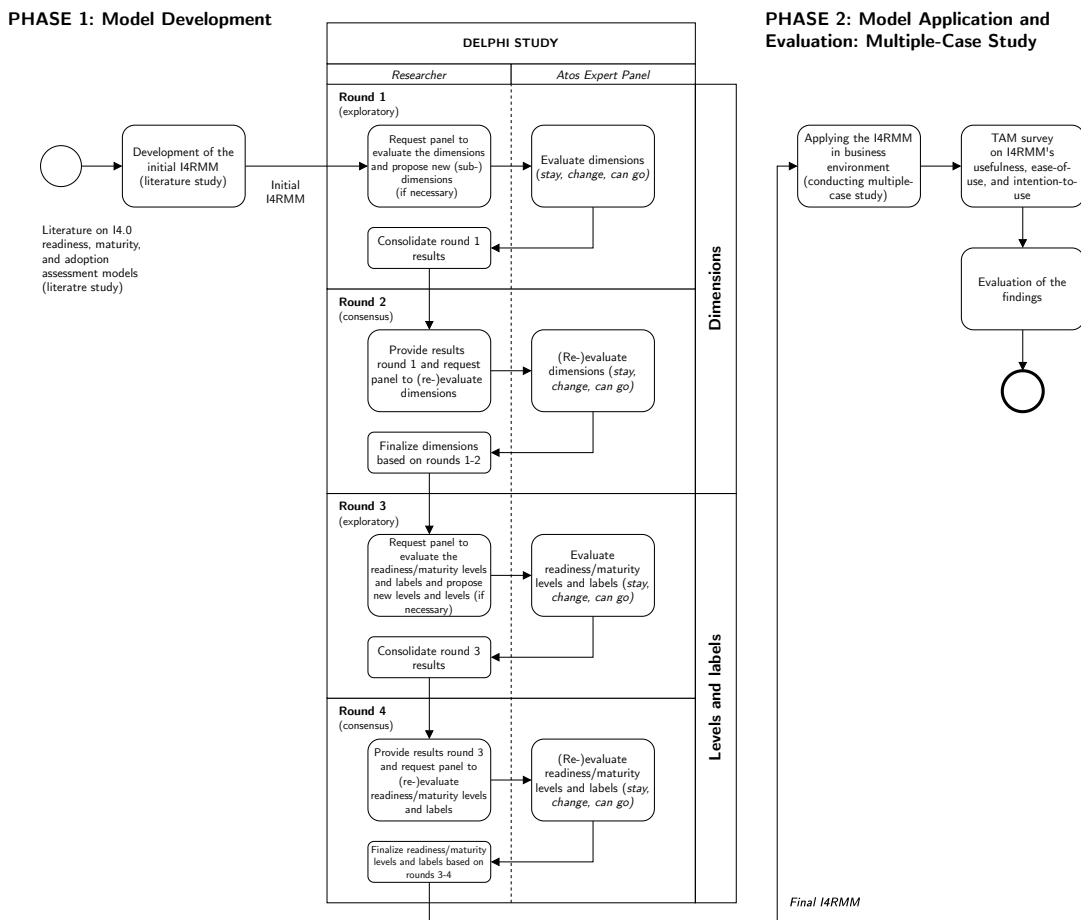 PHASE 1: Model Development
PHASE 2: Model Application and
Evaluation: Multiple-Case Study
DELPHI STUDY
Researcher
Atos Expert Panel
Literature on I4.0
readiness, maturity,
and adoption
assessment models
(literatre study)
Development of the
initial I4RMM
(literature study)
Initial
I4RMM
Round 1
(exploratory)
Request panel to
evaluate the dimensions
and propose new (sub-)
dimensions
(if necessary)
Evaluate dimensions
(stay, change, can go)
Consolidate round 1
results
Round 2
(consensus)
Provide results
round 1 and request
panel to (re-)evaluate
dimensions
(Re-)evaluate
dimensions (stay,
change, can go)
Finalize dimensions
based on rounds 1-2
Dimensions
Round 3
(exploratory)
Request panel to
evaluate the
readiness/maturity levels
and labels and propose
new levels and levels (if
necessary)
Evaluate
readiness/maturity
levels and labels (stay,
change, can go)
Consolidate round 3
results
Round 4
(consensus)
Provide results round 3
and request panel to
(re-)evaluate
readiness/maturity levels
and labels
(Re-)evaluate
readiness/maturity
levels and labels (stay,
change, can go)
Finalize readiness/maturity
levels and labels based on
rounds 3-4
Levels and labels
Final I4RMM
Applying the I4RMM
in business
environment
(conducting multiple-
case study)
TAM survey
on I4RMM's
usefulness, ease-of-
use, and intention-to-
use
Evaluation of the
findings